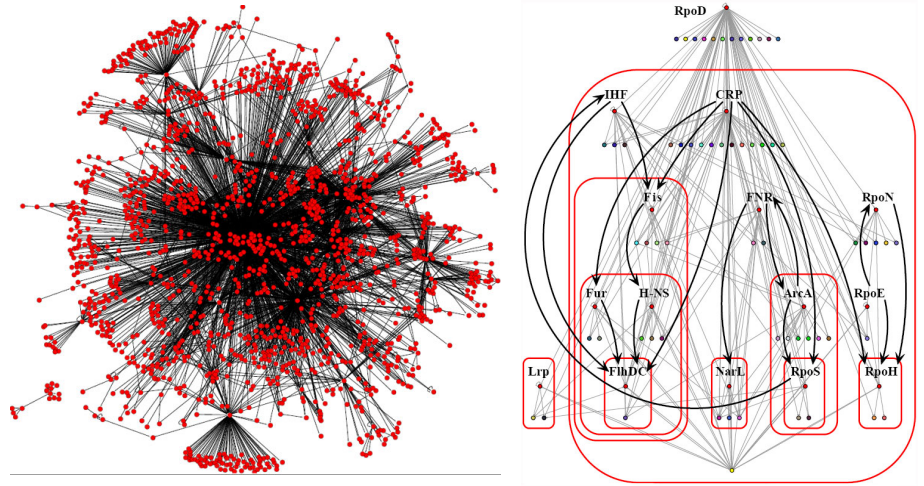 RpoD
IHF CRP
Fis FNR RpoN
Fur H-NS ArcA RpoE
Lrp FlhDC NarL RpoS RpoH